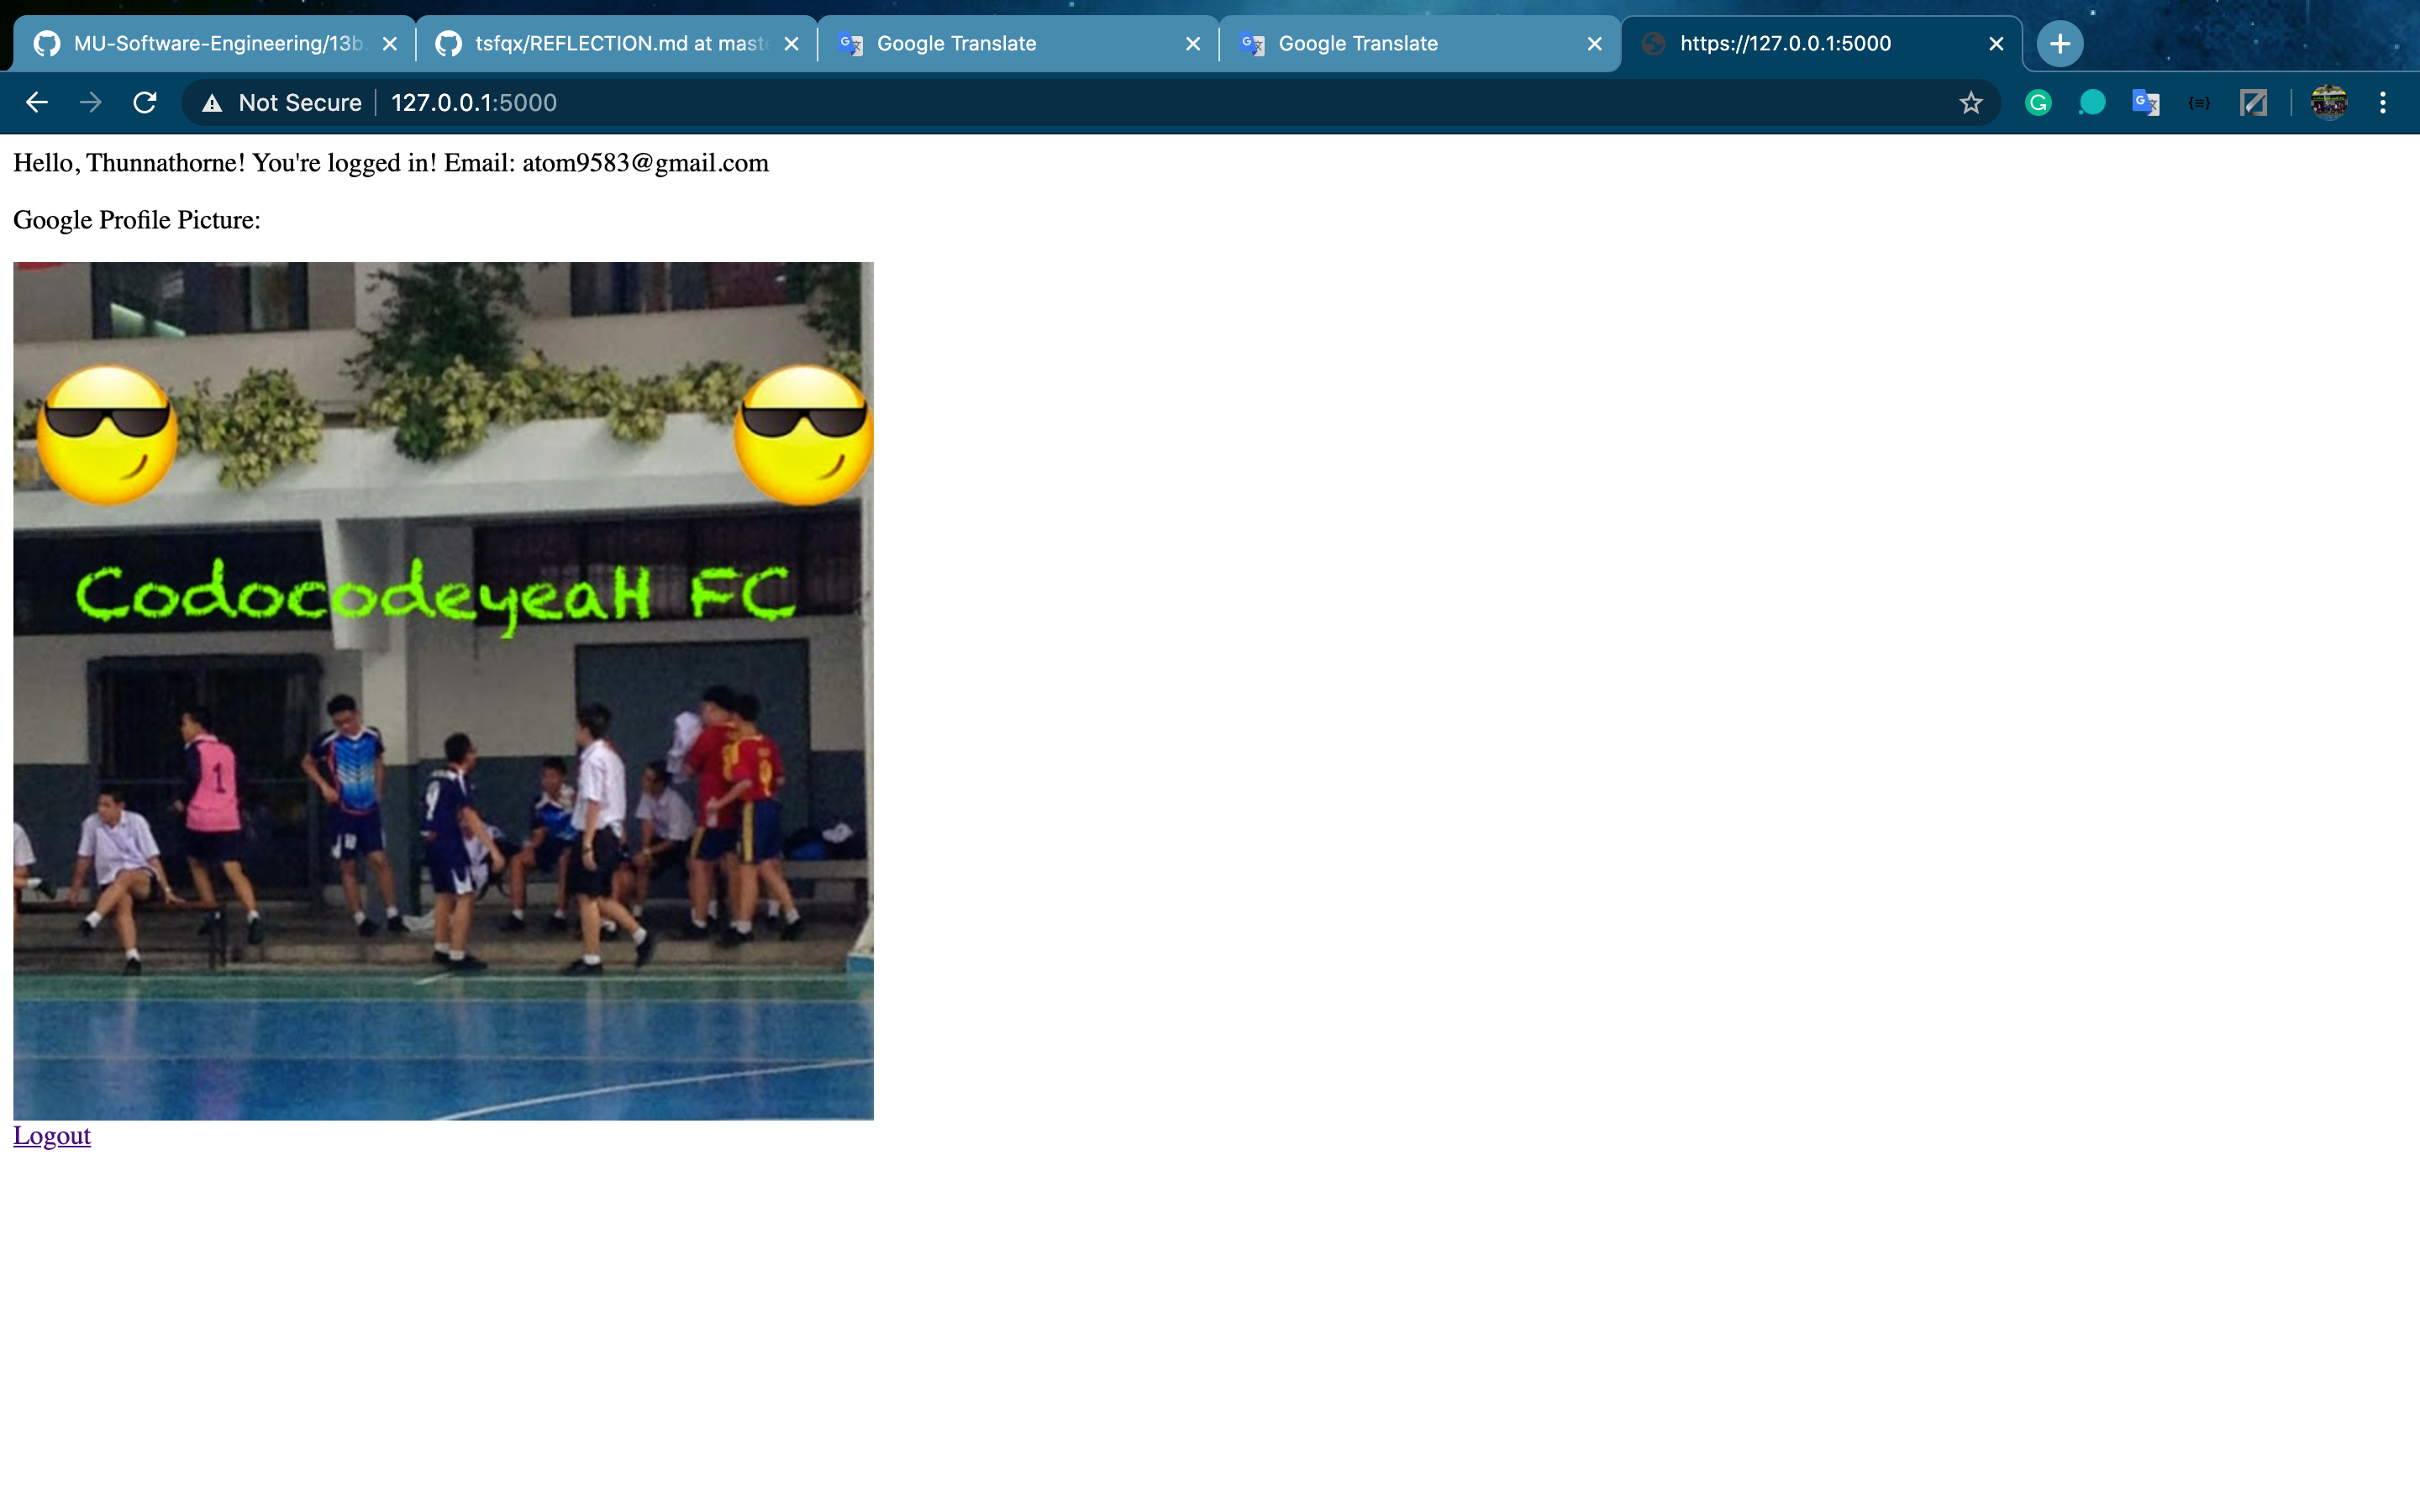 MU-Software-Engineering/13b
tsfqx/REFLECTION.md at mast
Google Translate
Google Translate
https://127.0.0.1:5000
Not Secure
127.0.0.1:5000
Hello, Thunnathorne! You're logged in! Email: atom9583@gmail.com
Google Profile Picture:
CodocodeyeaH FC
1
9
10
9
Logout